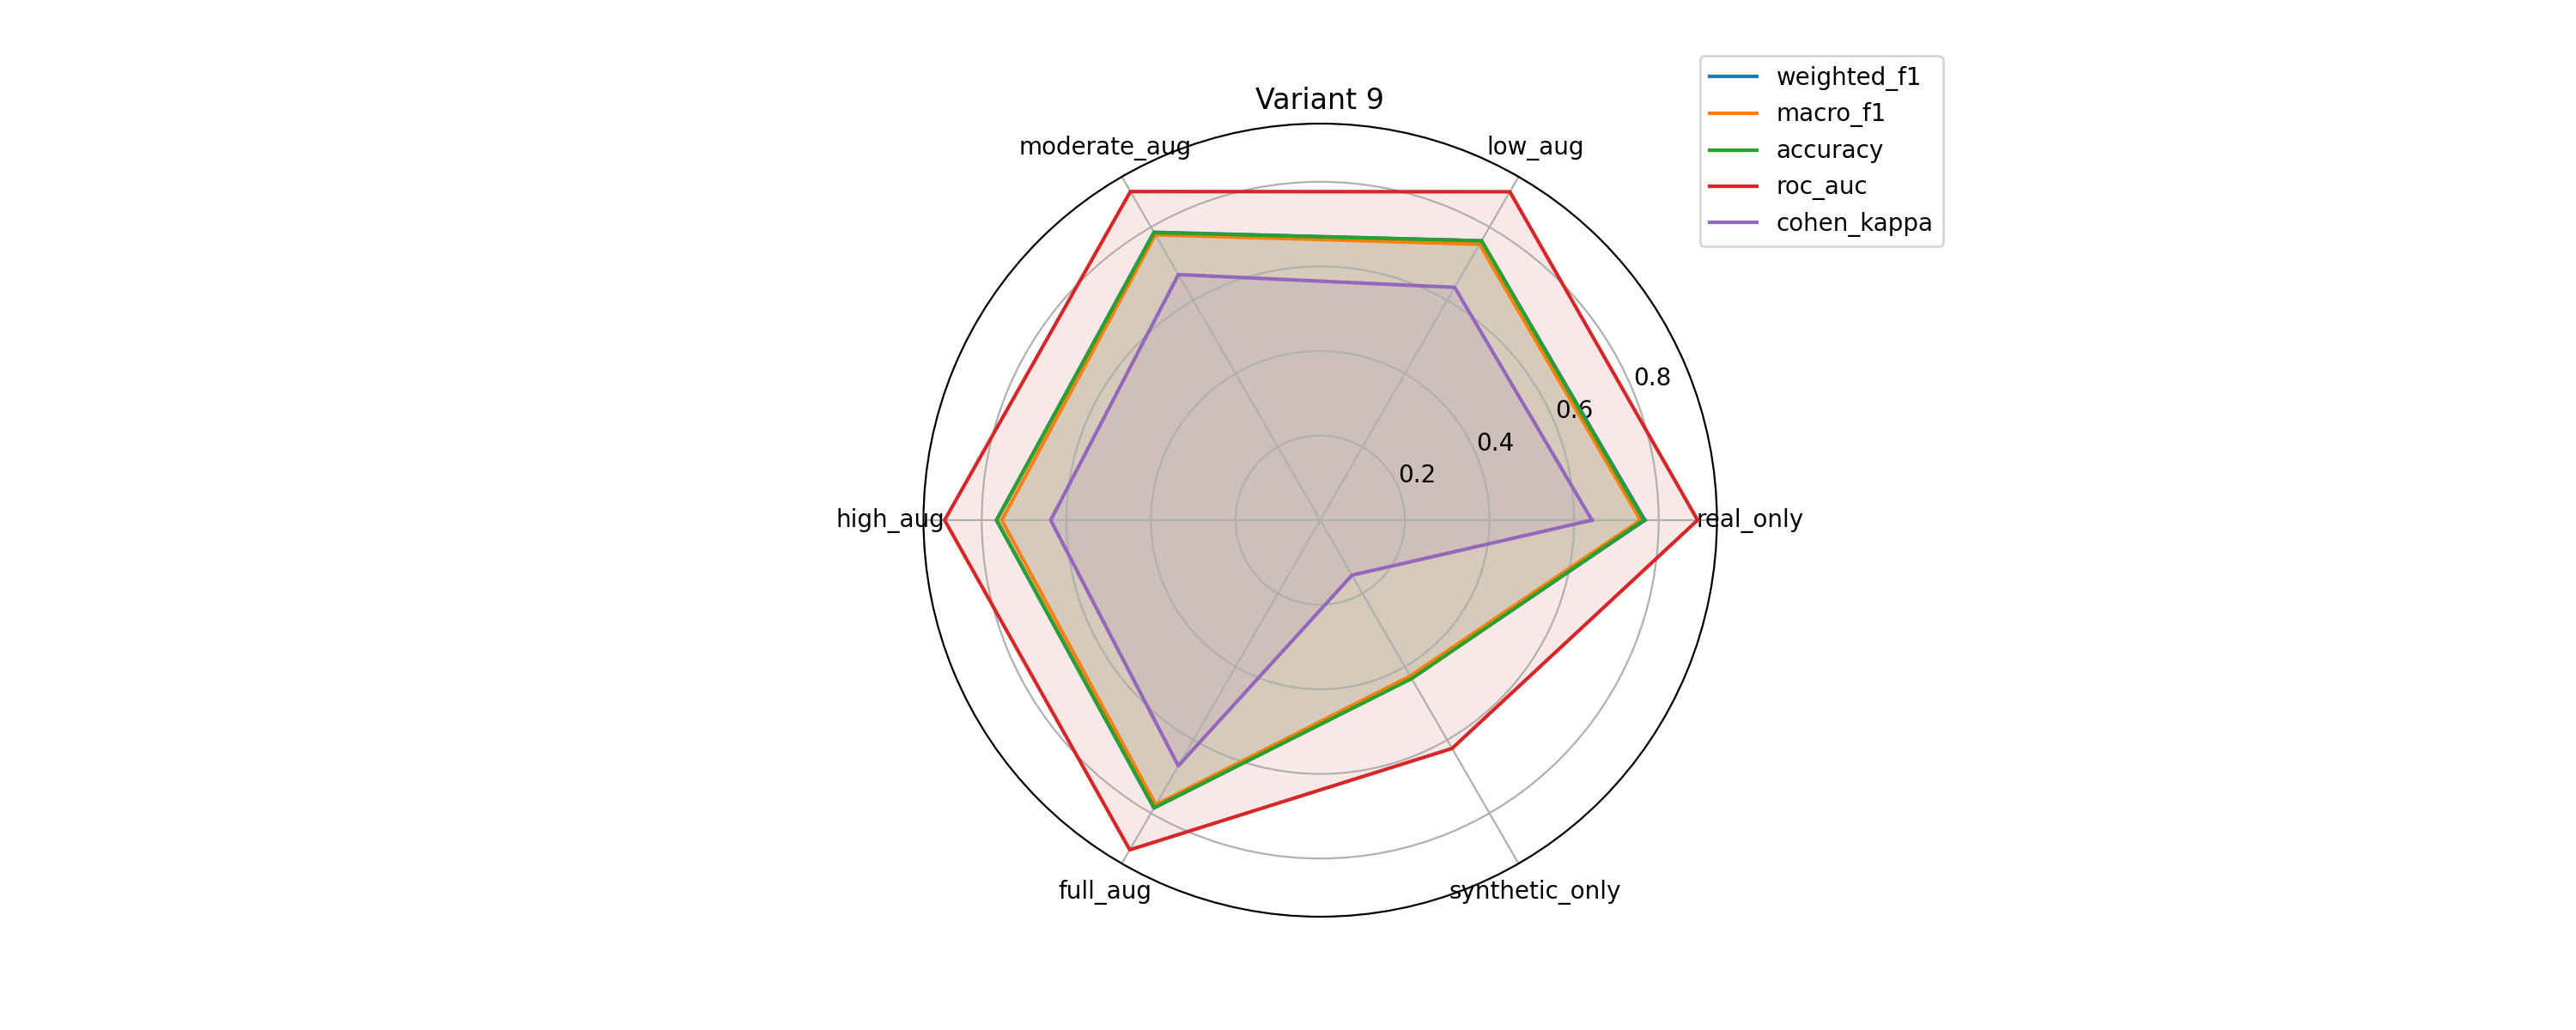 Variant 9
weighted_f1
macro_f1
accuracy
roc_auc
cohen_kappa
moderate_aug
low_aug
0.8
0.6
0.4
0.2
high_aug
real_only
full_aug
synthetic_only